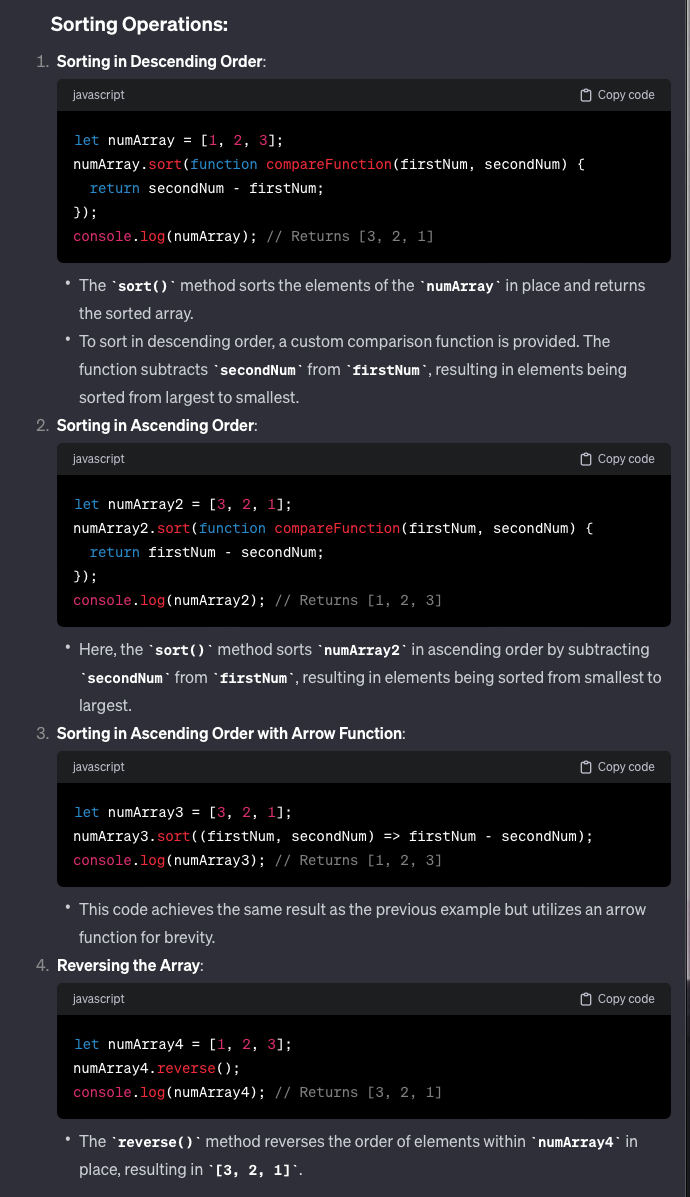 Sorting Operations:
1. Sorting in Descending Order:
javascript Copy code
let numArray = [1, 2, 3];
numArray.sort(function compareFunction(firstNum, secondNum) {
  return secondNum - firstNum;
});
console.log(numArray); // Returns [3, 2, 1]
• The `sort()` method sorts the elements of the `numArray` in place and returns
the sorted array.
• To sort in descending order, a custom comparison function is provided. The
function subtracts `secondNum` from `firstNum`, resulting in elements being
sorted from largest to smallest.
2. Sorting in Ascending Order:
javascript Copy code
let numArray2 = [3, 2, 1];
numArray2.sort(function compareFunction(firstNum, secondNum) {
  return firstNum - secondNum;
});
console.log(numArray2); // Returns [1, 2, 3]
• Here, the `sort()` method sorts `numArray2` in ascending order by subtracting
`secondNum` from `firstNum`, resulting in elements being sorted from smallest to
largest.
3. Sorting in Ascending Order with Arrow Function:
javascript Copy code
let numArray3 = [3, 2, 1];
numArray3.sort((firstNum, secondNum) => firstNum - secondNum);
console.log(numArray3); // Returns [1, 2, 3]
• This code achieves the same result as the previous example but utilizes an arrow
function for brevity.
4. Reversing the Array:
javascript Copy code
let numArray4 = [1, 2, 3];
numArray4.reverse();
console.log(numArray4); // Returns [3, 2, 1]
• The `reverse()` method reverses the order of elements within `numArray4` in
place, resulting in `[3, 2, 1]`.